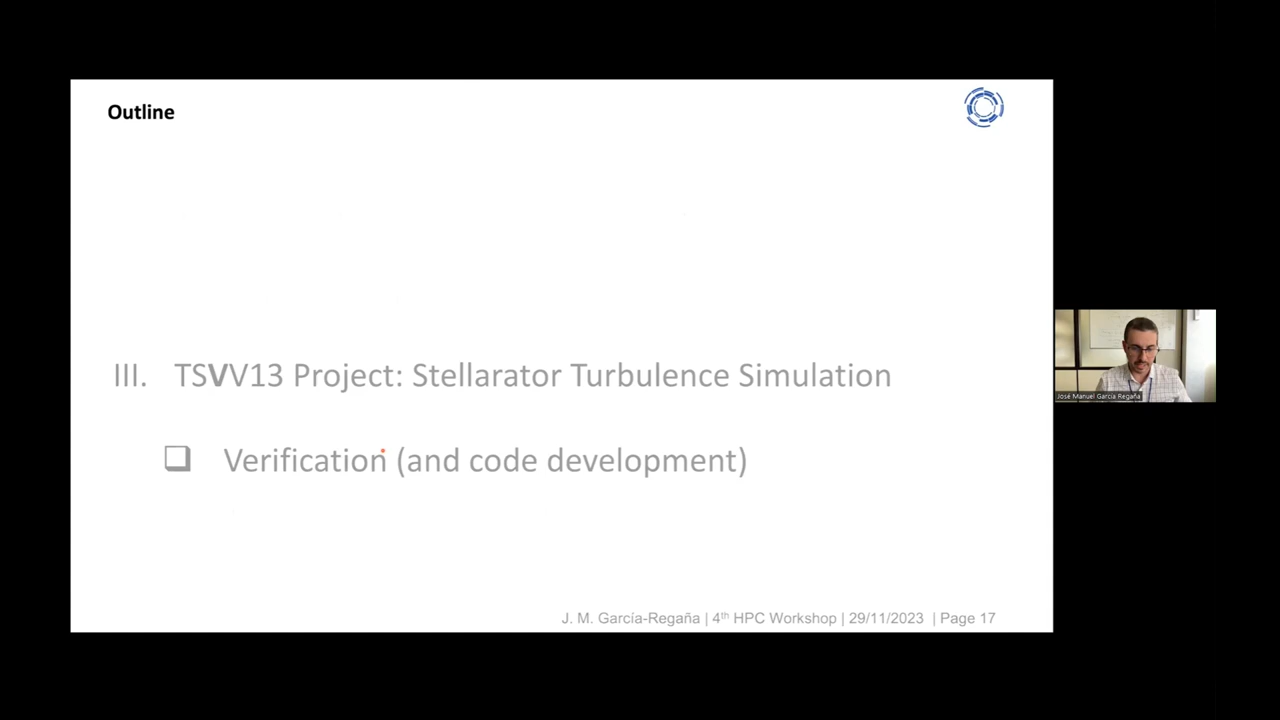 Outline
III. TSVV13 Project: Stellarator Turbulence Simulation
Verification (and code development)
José Manuel García Regaña
J. M. García-Regaña | 4th HPC Workshop | 29/11/2023 | Page 17